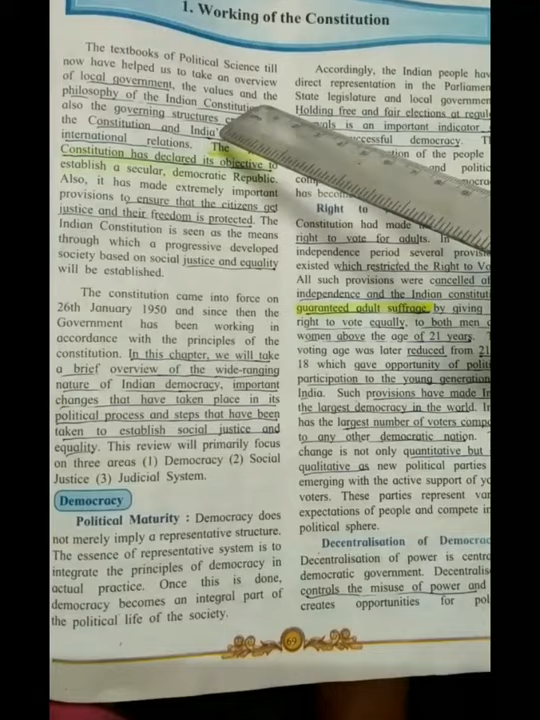 1. Working of the Constitution
The textbooks of Political Science till
now have helped us to take an overview
of local government, the values and the
philosophy of the Indian Constitution
also the governing structures
the Constitution and India's
international relations. The
Constitution has declared its objective to
establish a secular, democratic Republic.
Also, it has made extremely important
provisions to ensure that the citizens get
justice and their freedom is protected. The
Indian Constitution is seen as the means
through which a progressive developed
society based on social justice and equality
will be established.
The constitution came into force on
26th January 1950 and since then the
Government has been working in
accordance with the principles of the
constitution. In this chapter, we will take
a brief overview of the wide-ranging
nature of Indian democracy, important
changes that have taken place in its
political process and steps that have been
taken to establish social justice and
equality. This review will primarily focus
on three areas (1) Democracy (2) Social
Justice (3) Judicial System.
Democracy
Political Maturity : Democracy does
not merely imply a representative structure.
The essence of representative system is to
integrate the principles of democracy in
actual practice. Once this is done,
democracy becomes an integral part of
the political life of the society.
Accordingly, the Indian people hav
direct representation in the Parliamen
State legislature and local governmen
Holding free and fair elections at regul
is an important indicator
successful democracy. T
of the people
and politic
has becom
Right to
Constitution had made
right to vote for adults. In
independence period several provisi
existed which restricted the Right to Vo
All such provisions were cancelled af
independence and the Indian constituti
guaranteed adult suffrage by giving
right to vote equally, to both men
women above the age of 21 years.
voting age was later reduced from 21
18 which gave opportunity of politi
participation to the young generation
India. Such provisions have made In
the largest democracy in the world. In
has the largest number of voters compa
to any other democratic nation. T
change is not only quantitative but
qualitative as new political parties
emerging with the active support of yo
voters. These parties represent var
expectations of people and compete in
political sphere.
Decentralisation of Democrac
Decentralisation of power is centra
democratic government. Decentralis
controls the misuse of power and
creates opportunities for pol
69